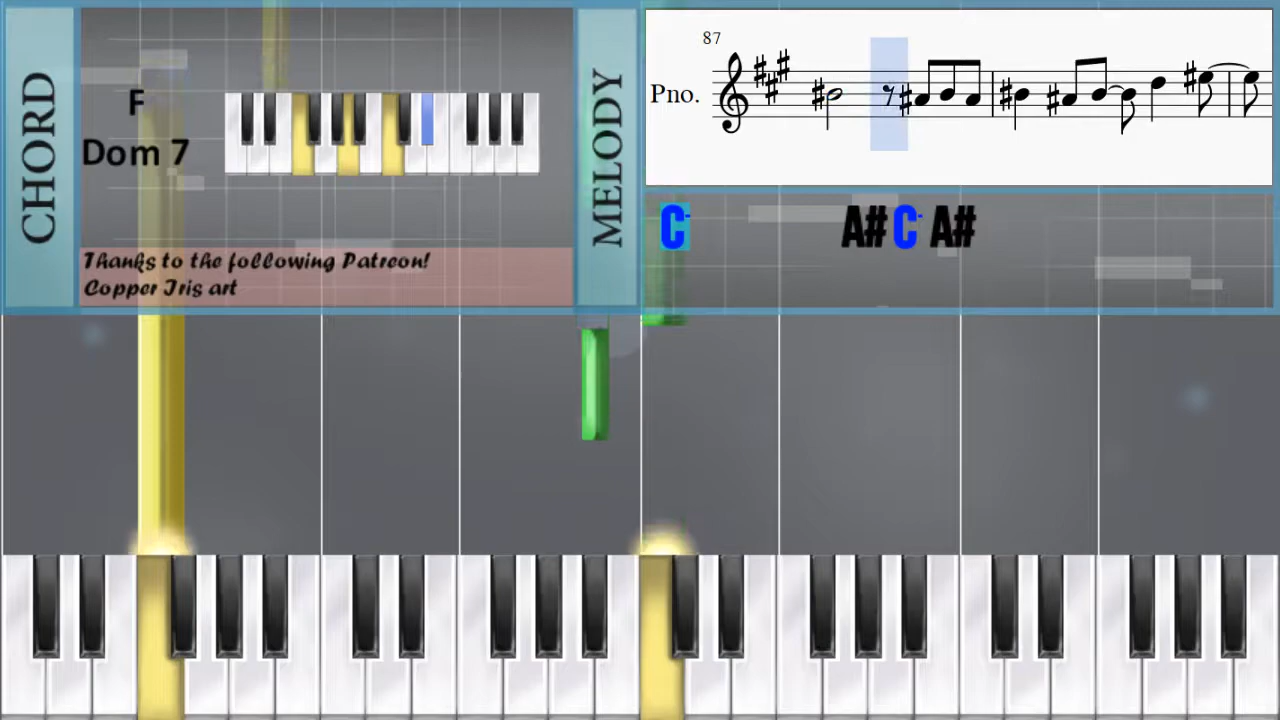 CHORD
F
Dom 7
Thanks to the following Patreon!
Copper Iris art
MELODY
87
Pno.
C A# C A#